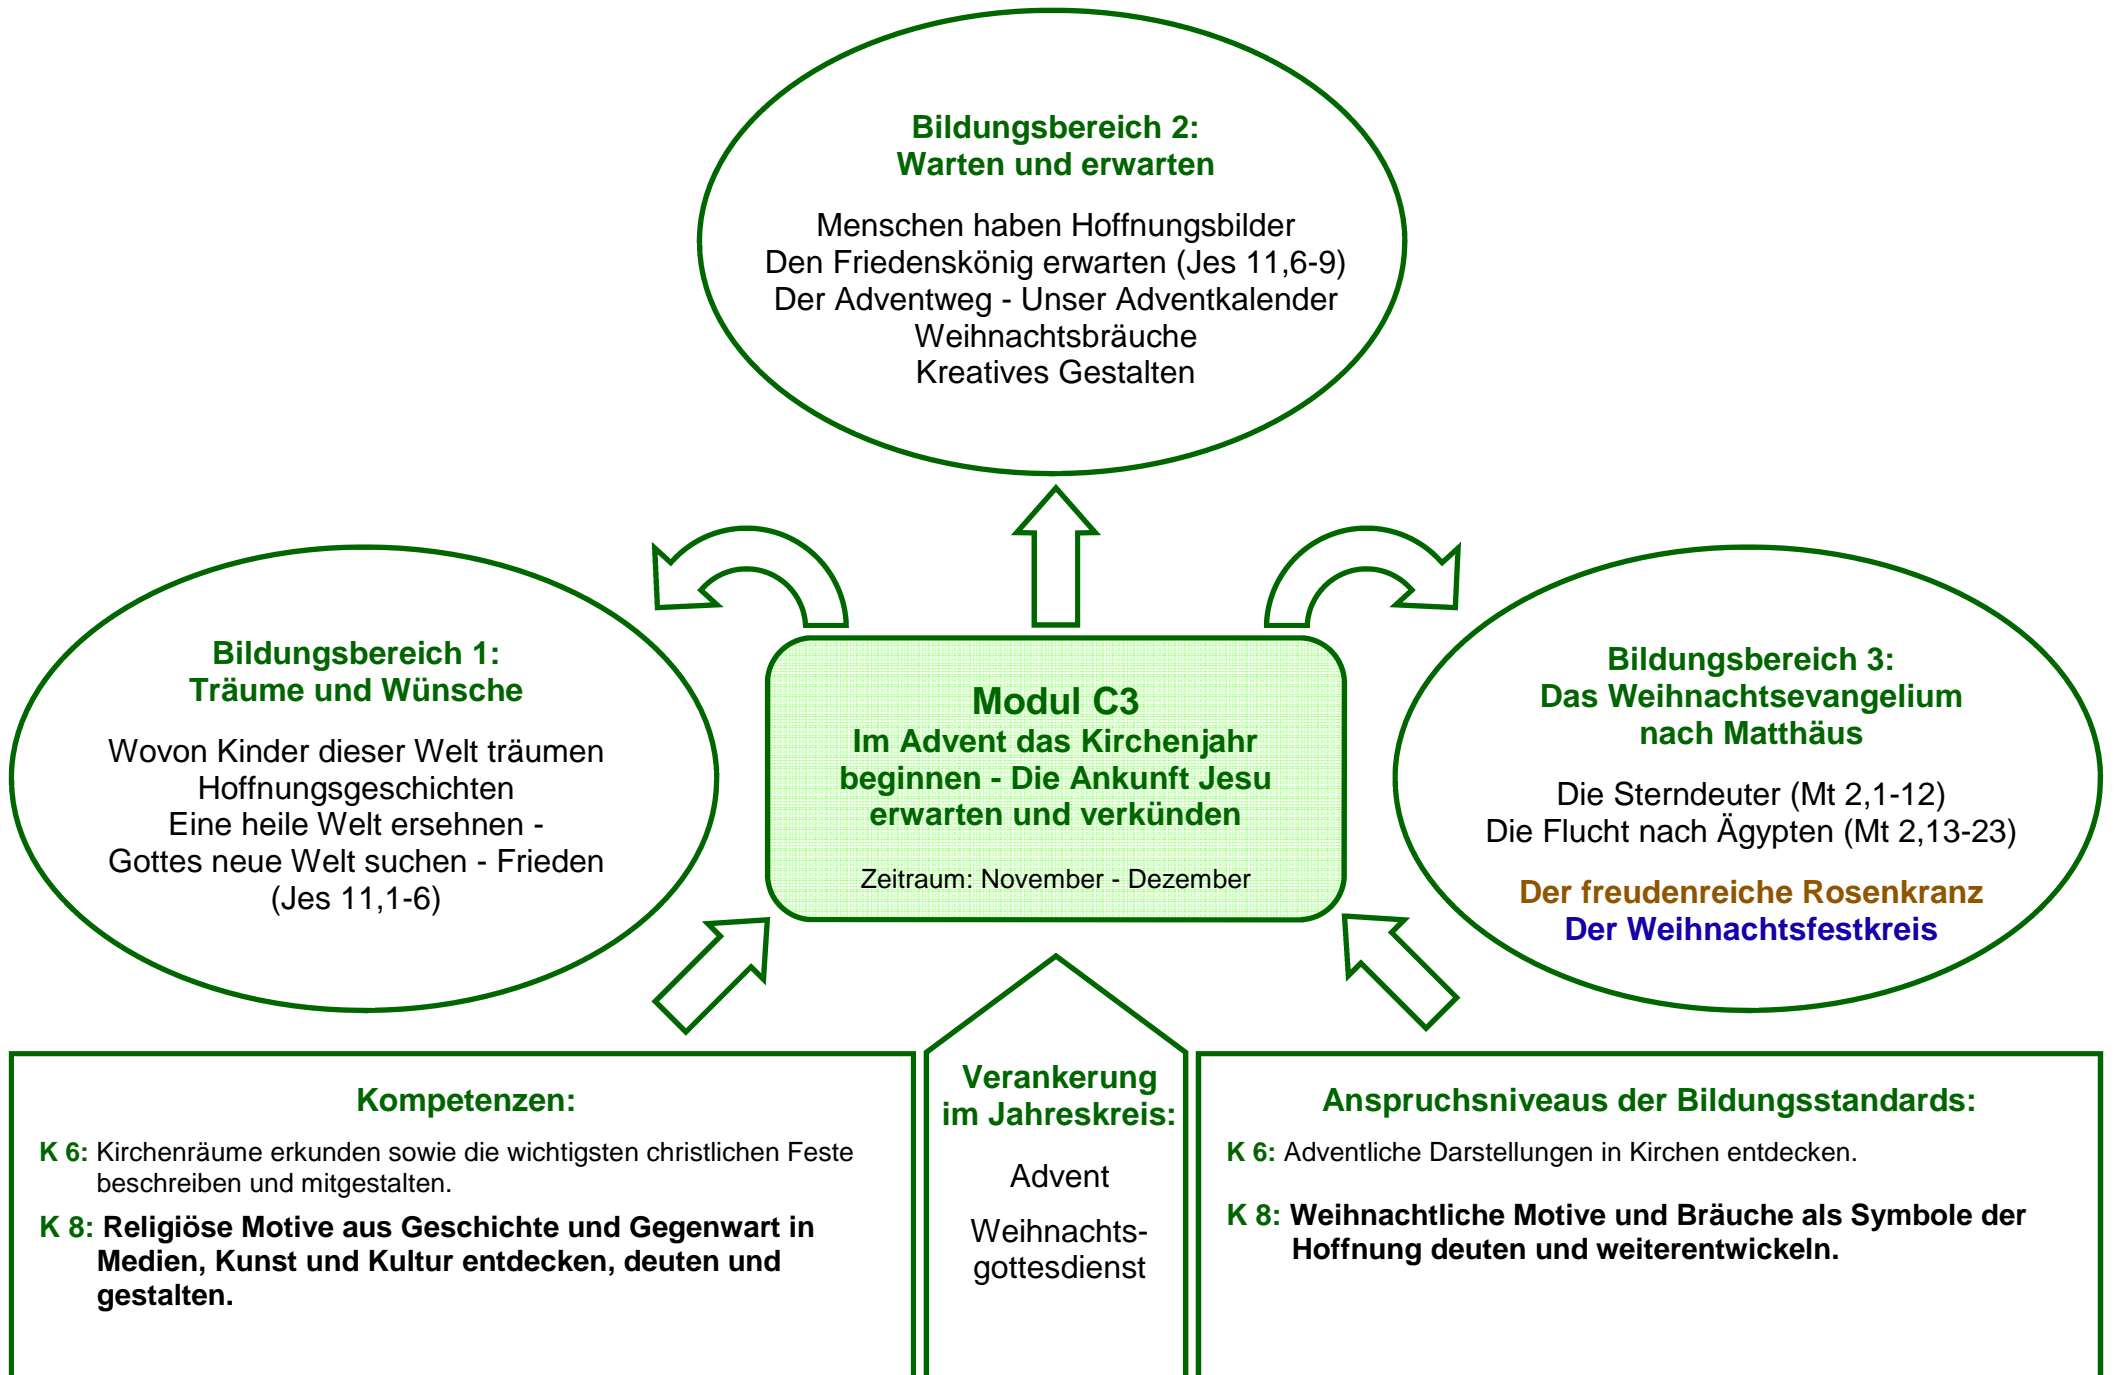 Bildungsbereich 2:
Warten und erwarten
Menschen haben Hoffnungsbilder
Den Friedenskönig erwarten (Jes 11,6-9)
Der Adventweg - Unser Adventkalender
Weihnachtsbräuche
Kreatives Gestalten
Bildungsbereich 1:
Träume und Wünsche
Wovon Kinder dieser Welt träumen
Hoffnungsgeschichten
Eine heile Welt ersehnen -
Gottes neue Welt suchen - Frieden
(Jes 11,1-6)
Modul C3
Im Advent das Kirchenjahr
beginnen - Die Ankunft Jesu
erwarten und verkünden
Zeitraum: November - Dezember
Bildungsbereich 3:
Das Weihnachtsevangelium
nach Matthäus
Die Sterndeuter (Mt 2,1-12)
Die Flucht nach Ägypten (Mt 2,13-23)
Der freudenreiche Rosenkranz
Der Weihnachtsfestkreis
Kompetenzen:
K 6: Kirchenräume erkunden sowie die wichtigsten christlichen Feste
beschreiben und mitgestalten.
K 8: Religiöse Motive aus Geschichte und Gegenwart in
Medien, Kunst und Kultur entdecken, deuten und
gestalten.
Verankerung
im Jahreskreis:
Advent
Weihnachts-
gottesdienst
Anspruchsniveaus der Bildungsstandards:
K 6: Adventliche Darstellungen in Kirchen entdecken.
K 8: Weihnachtliche Motive und Bräuche als Symbole der
Hoffnung deuten und weiterentwickeln.